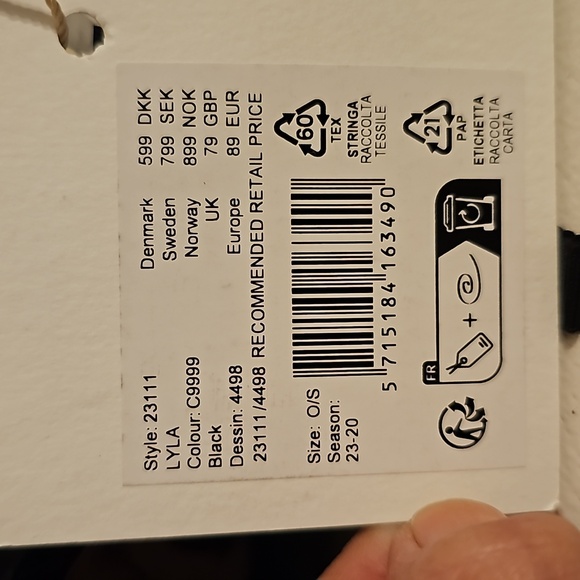 Style: 23111
LYLA
Colour: C9999
Black
Dessin: 4498
23111/4498 RECOMMENDED RETAIL PRICE
Denmark 599 DKK
Sweden 799 SEK
Norway 899 NOK
UK 79 GBP
Europe 89 EUR
Size: O/S
Season:
23-20
5 715184 163490
60
TEX
STRINGA
RACCOLTA
TESSILE
21
PAP
ETICHETTA
RACCOLTA
CARTA
FR
+